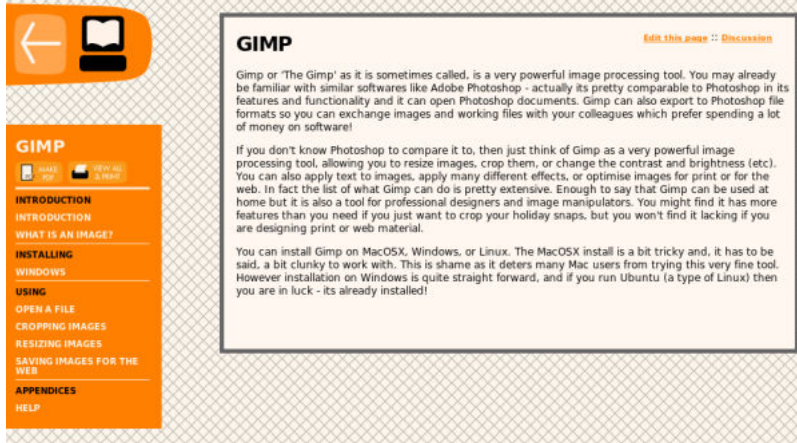 GIMP
MAKE
PDF
VIEW ALL
& PRINT
INTRODUCTION
INTRODUCTION
WHAT IS AN IMAGE?
INSTALLING
WINDOWS
USING
OPEN A FILE
CROPPING IMAGES
RESIZING IMAGES
SAVING IMAGES FOR THE
WEB
APPENDICES
HELP
GIMP
Edit this page :: Discussion
Gimp or 'The Gimp' as it is sometimes called, is a very powerful image processing tool. You may already
be familiar with similar softwares like Adobe Photoshop - actually its pretty comparable to Photoshop in its
features and functionality and it can open Photoshop documents. Gimp can also export to Photoshop file
formats so you can exchange images and working files with your colleagues which prefer spending a lot
of money on software!
If you don't know Photoshop to compare it to, then just think of Gimp as a very powerful image
processing tool, allowing you to resize images, crop them, or change the contrast and brightness (etc).
You can also apply text to images, apply many different effects, or optimise images for print or for the
web. In fact the list of what Gimp can do is pretty extensive. Enough to say that Gimp can be used at
home but it is also a tool for professional designers and image manipulators. You might find it has more
features than you need if you just want to crop your holiday snaps, but you won't find it lacking if you
are designing print or web material.
You can install Gimp on MacOSX, Windows, or Linux. The MacOSX install is a bit tricky and, it has to be
said, a bit clunky to work with. This is shame as it deters many Mac users from trying this very fine tool.
However installation on Windows is quite straight forward, and if you run Ubuntu (a type of Linux) then
you are in luck - its already installed!